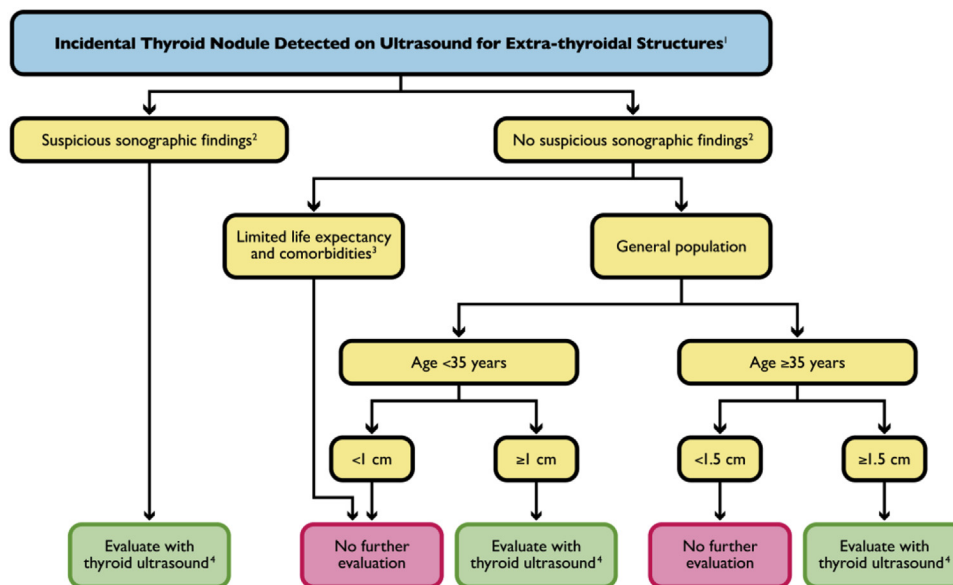 Incidental Thyroid Nodule Detected on Ultrasound for Extra-thyroidal Structures¹
Suspicious sonographic findings²
No suspicious sonographic findings²
Limited life expectancy
and comorbidities³
General population
Age <35 years
Age ≥35 years
<1 cm
≥1 cm
<1.5 cm
≥1.5 cm
Evaluate with
thyroid ultrasound⁴
No further
evaluation
Evaluate with
thyroid ultrasound⁴
No further
evaluation
Evaluate with
thyroid ultrasound⁴